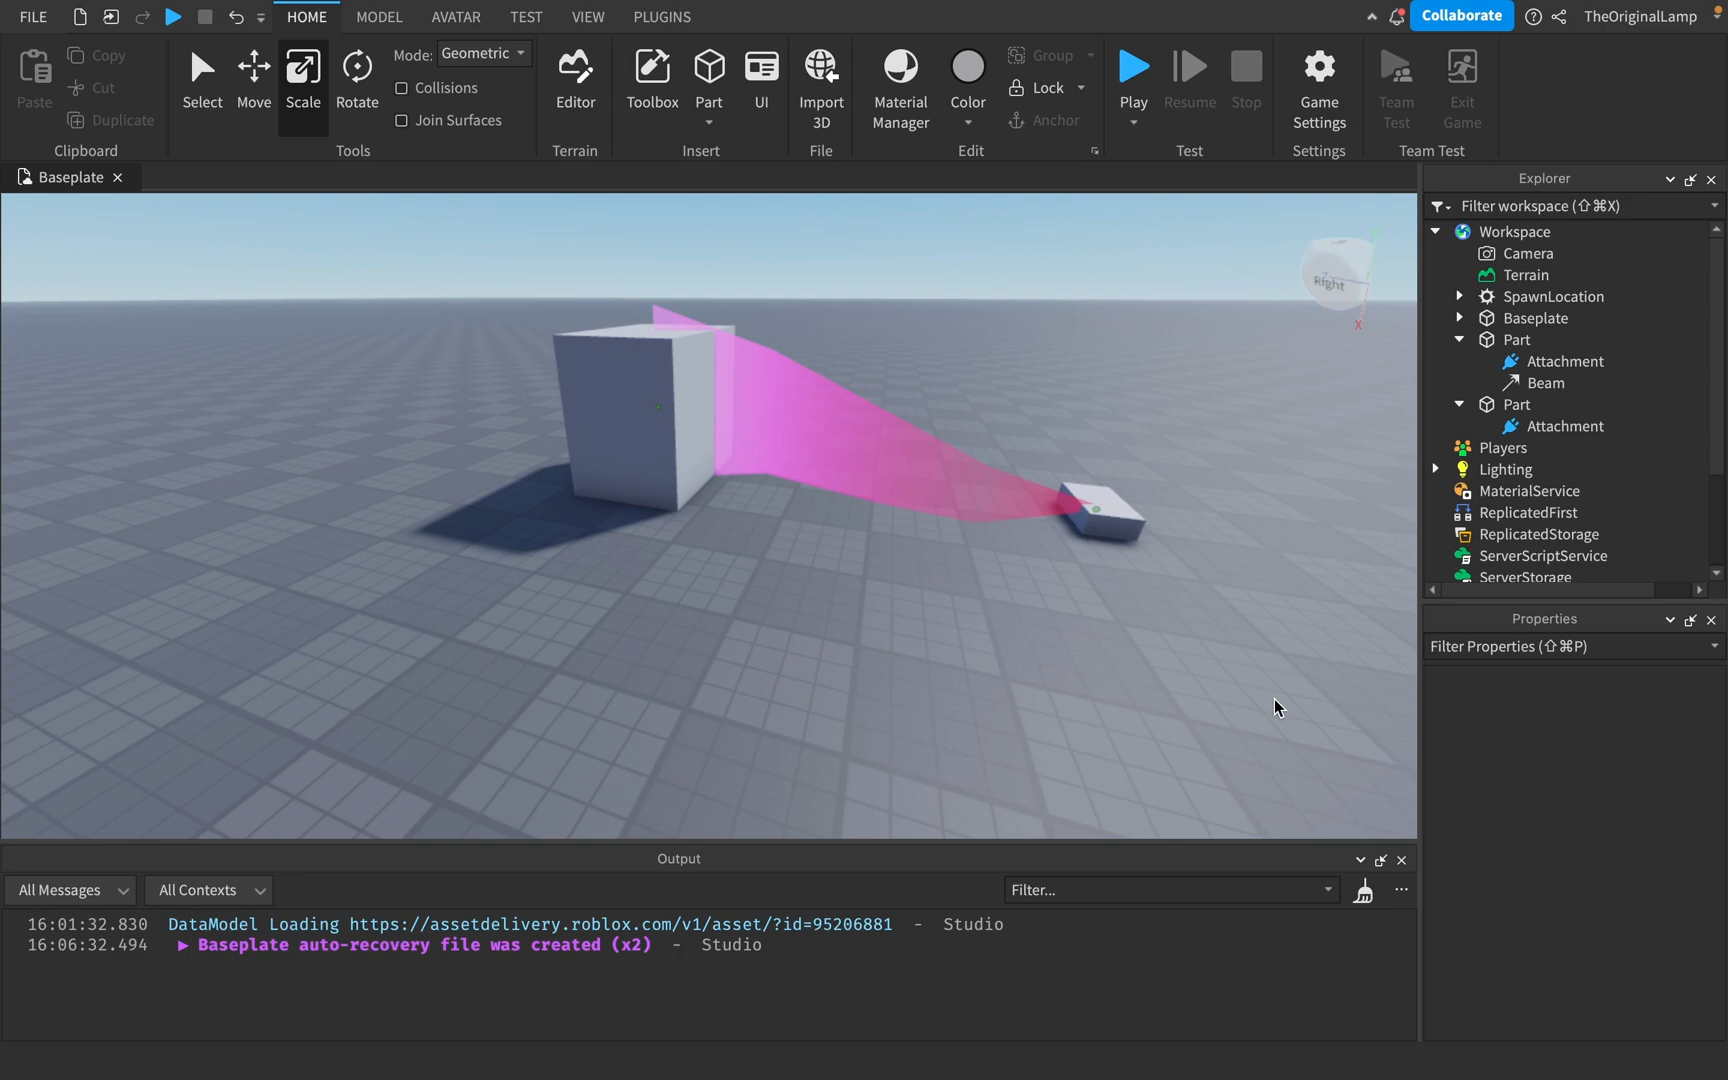 FILE HOME MODEL AVATAR TEST VIEW PLUGINS Collaborate TheOriginalLamp
Paste Copy Cut Duplicate
Clipboard
Select Move Scale Rotate
Mode: Geometric
Collisions
Join Surfaces
Tools
Editor
Terrain
Toolbox Part UI
Insert
Import
3D
File
Material
Manager
Color
Group
Lock
Anchor
Edit
Play Resume Stop
Test
Game
Settings
Settings
Team
Test
Exit
Game
Team Test
Baseplate
Right
X
Explorer
Filter workspace (⇧⌘X)
Workspace
Camera
Terrain
SpawnLocation
Baseplate
Part
Attachment
Beam
Part
Attachment
Players
Lighting
MaterialService
ReplicatedFirst
ReplicatedStorage
ServerScriptService
ServerStorage
Properties
Filter Properties (⇧⌘P)
Output
All Messages All Contexts Filter...
16:01:32.830 DataModel Loading https://assetdelivery.roblox.com/v1/asset/?id=95206881 - Studio
16:06:32.494 ▶ Baseplate auto-recovery file was created (x2) - Studio